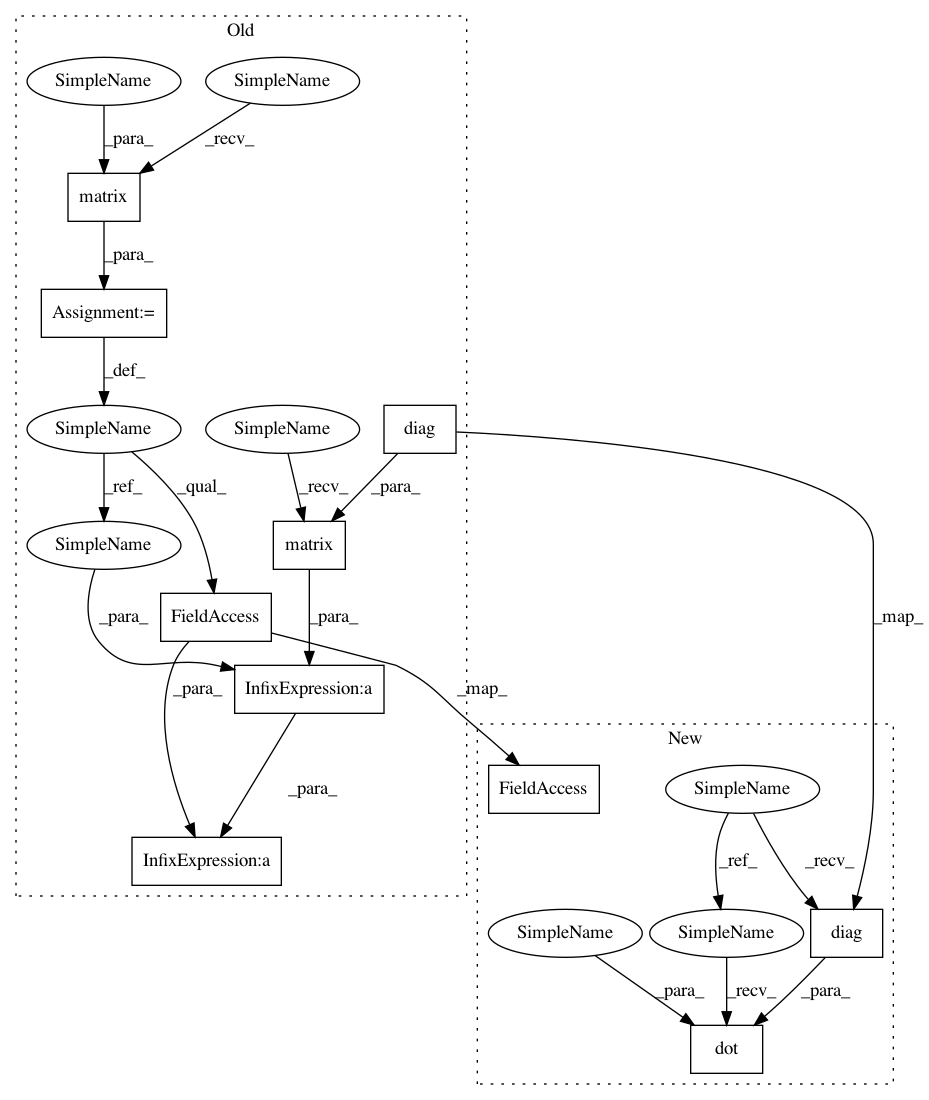 Old
SimpleName
SimpleName
_para_
_recv_
matrix
_para_
Assignment:=
_def_
SimpleName
SimpleName
diag
_ref_
_qual_
_recv_
_para_
SimpleName
matrix
_para_
FieldAccess
_para_
_map_
InfixExpression:a
_para_
_map_
New
_para_
FieldAccess
SimpleName
InfixExpression:a
_ref_
_recv_
SimpleName
SimpleName
diag
_para_
_recv_
_para_
dot